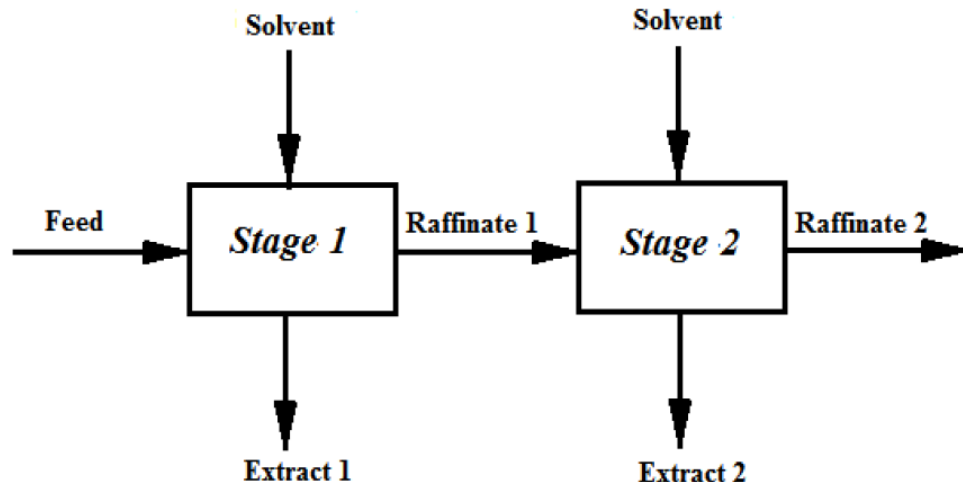 Solvent
Solvent
Feed
Stage 1
Raffinate 1
Stage 2
Raffinate 2
Extract 1
Extract 2